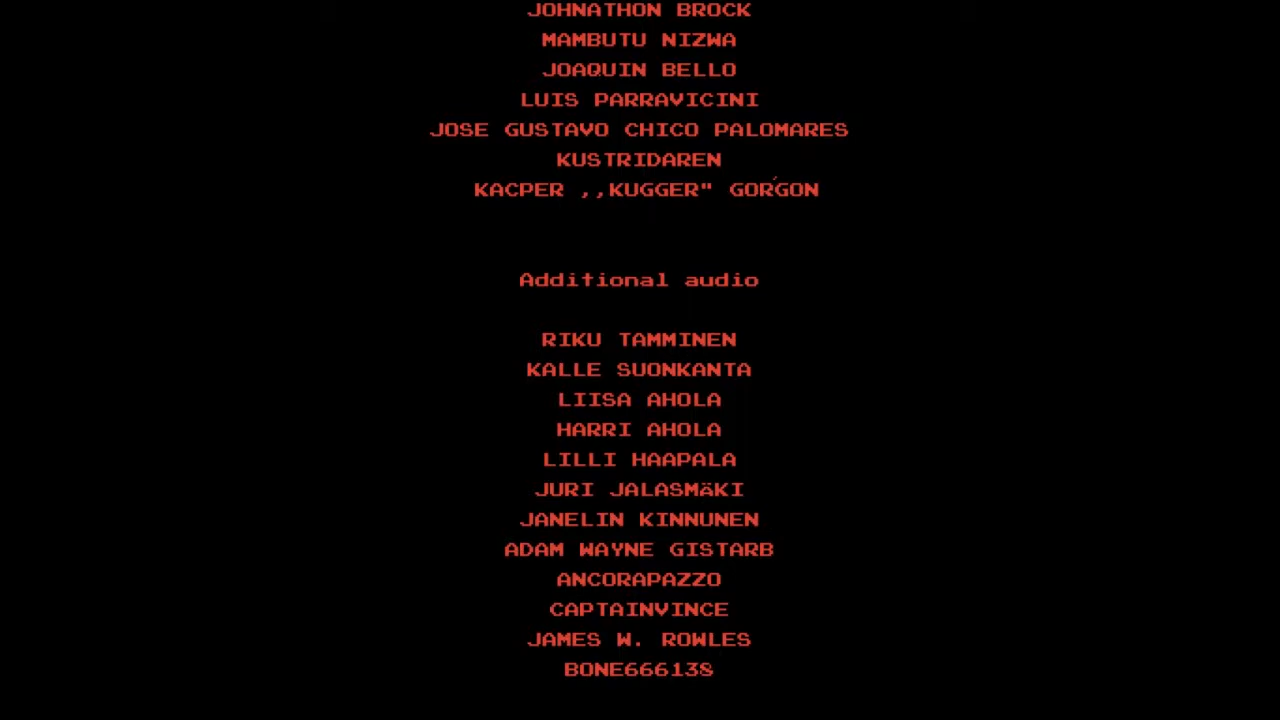 JOHNATHON BROCK
MAMBUTU NIZWA
JOAQUIN BELLO
LUIS PARRAVICINI
JOSE GUSTAVO CHICO PALOMARES
KUSTRIDAREN
KACPER ,,KUGGER" GOŔGON
Additional audio
RIKU TAMMINEN
KALLE SUONKANTA
LIISA AHOLA
HARRI AHOLA
LILLI HAAPALA
JURI JALASMäKI
JANELIN KINNUNEN
ADAM WAYNE GISTARB
ANCORAPAZZO
CAPTAINVINCE
JAMES W. ROWLES
BONE666138